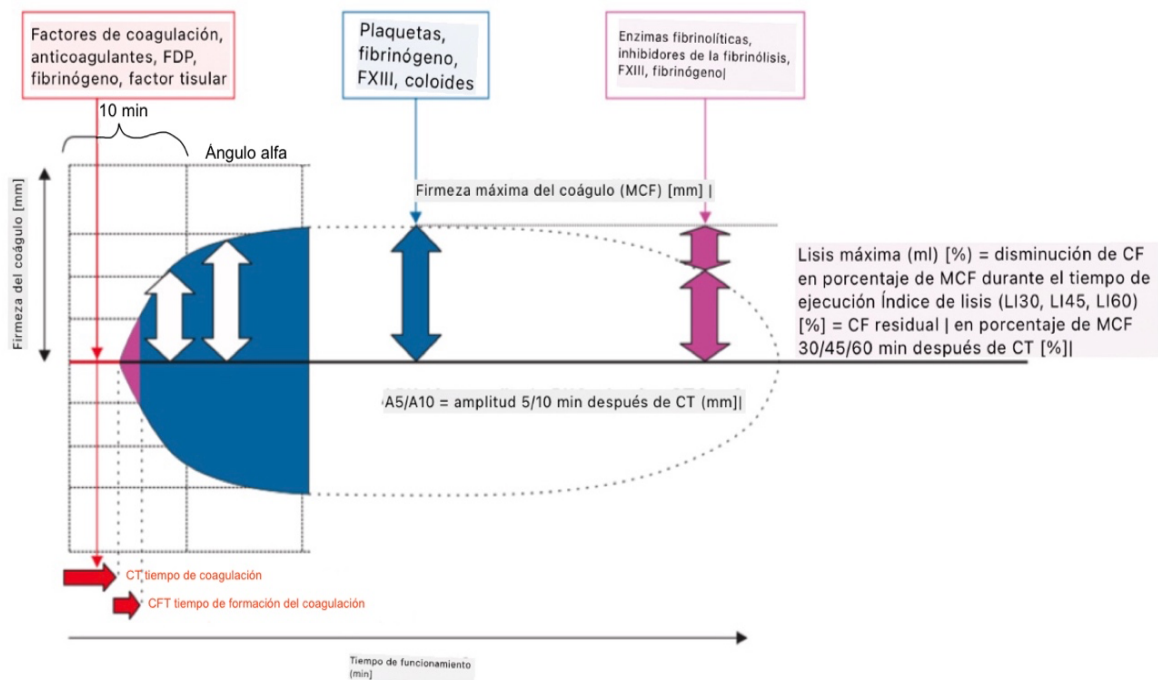 Factores de coagulación,
anticoagulantes, FDP,
fibrinógeno, factor tisular
Plaquetas,
fibrinógeno,
FXIII, coloides
Enzimas fibrinolíticas,
inhibidores de la fibrinólisis,
FXIII, fibrinógeno|
10 min
Ángulo alfa
Firmeza del coágulo [mm]
Firmeza máxima del coágulo (MCF) [mm] |
Lisis máxima (ml) [%) = disminución de CF
en porcentaje de MCF durante el tiempo de
ejecución Índice de lisis (LI30, LI45, LI60)
[%] = CF residual | en porcentaje de MCF
30/45/60 min después de CT [%]|
A5/A10 = amplitud 5/10 min después de CT (mm]|
CT tiempo de coagulación
CFT tiempo de formación del coagulación
Tiempo de funcionamiento
(min]